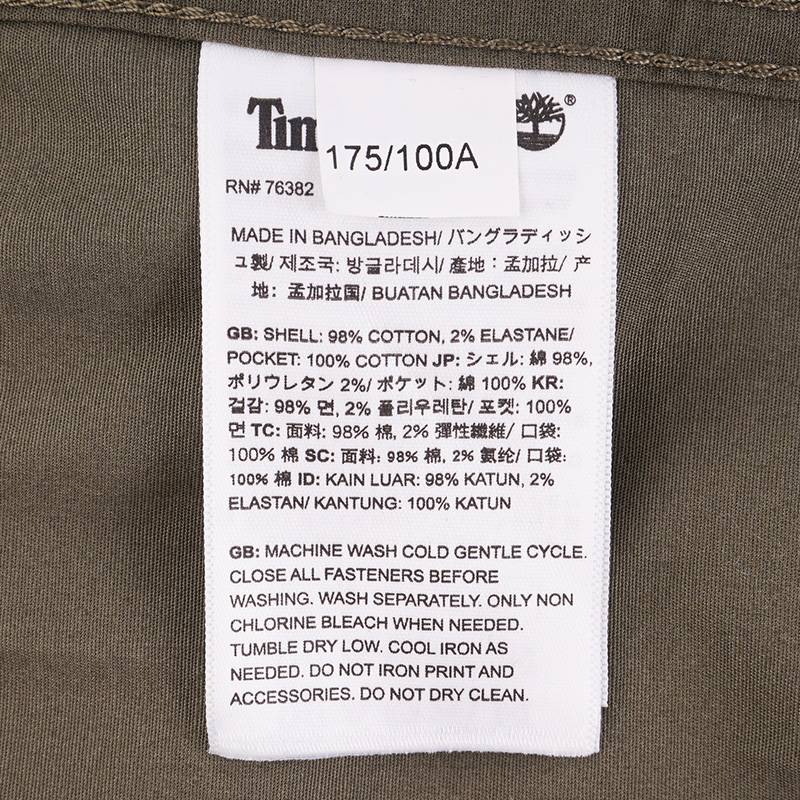 Tim
®
175/100A
RN# 76382
MADE IN BANGLADESH/ バングラディッシ
ュ製/ 제조국: 방글라데시/ 產地：孟加拉/ 产
地：孟加拉国/ BUATAN BANGLADESH
GB: SHELL: 98% COTTON, 2% ELASTANE/
POCKET: 100% COTTON JP: シェル: 綿 98%,
ポリウレタン 2%/ ポケット: 綿 100% KR:
겉감: 98% 면, 2% 폴리우레탄/ 포켓: 100%
면 TC: 面料: 98% 棉, 2% 彈性纖維/ 口袋:
100% 棉 SC: 面料: 98% 棉, 2% 氨纶/ 口袋:
100% 棉 ID: KAIN LUAR: 98% KATUN, 2%
ELASTAN/ KANTUNG: 100% KATUN
GB: MACHINE WASH COLD GENTLE CYCLE.
CLOSE ALL FASTENERS BEFORE
WASHING. WASH SEPARATELY. ONLY NON
CHLORINE BLEACH WHEN NEEDED.
TUMBLE DRY LOW. COOL IRON AS
NEEDED. DO NOT IRON PRINT AND
ACCESSORIES. DO NOT DRY CLEAN.